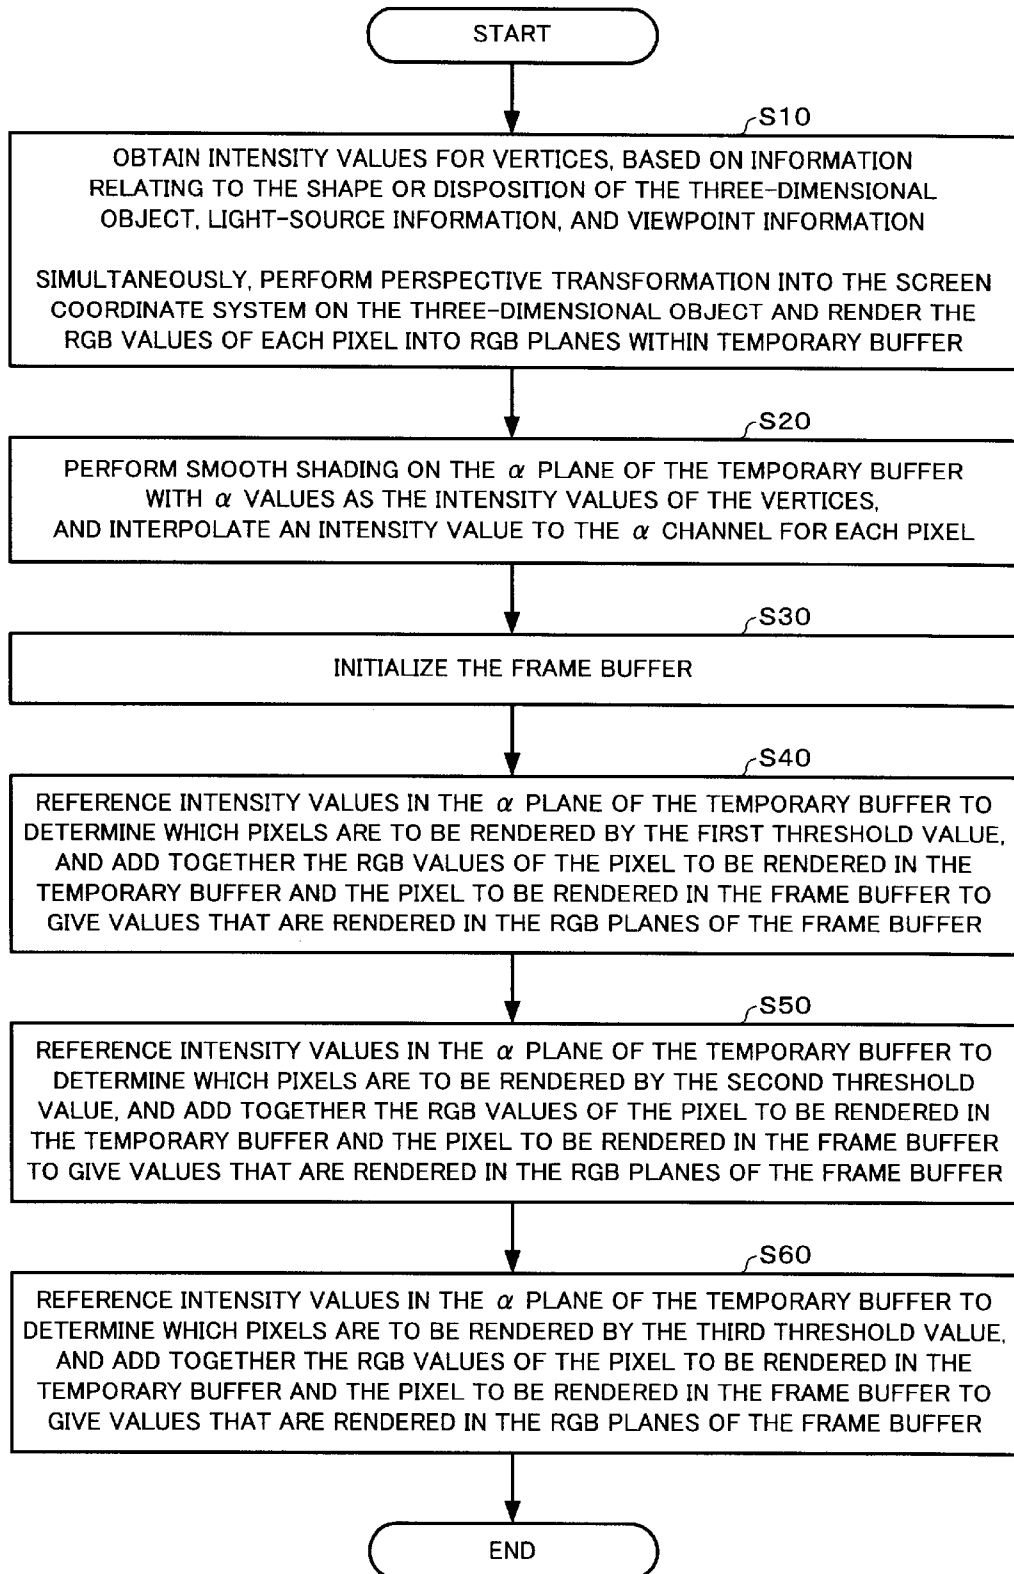 START
S10
OBTAIN INTENSITY VALUES FOR VERTICES, BASED ON INFORMATION
RELATING TO THE SHAPE OR DISPOSITION OF THE THREE-DIMENSIONAL
OBJECT, LIGHT-SOURCE INFORMATION, AND VIEWPOINT INFORMATION
SIMULTANEOUSLY, PERFORM PERSPECTIVE TRANSFORMATION INTO THE SCREEN
COORDINATE SYSTEM ON THE THREE-DIMENSIONAL OBJECT AND RENDER THE
RGB VALUES OF EACH PIXEL INTO RGB PLANES WITHIN TEMPORARY BUFFER
S20
PERFORM SMOOTH SHADING ON THE α PLANE OF THE TEMPORARY BUFFER
WITH α VALUES AS THE INTENSITY VALUES OF THE VERTICES,
AND INTERPOLATE AN INTENSITY VALUE TO THE α CHANNEL FOR EACH PIXEL
S30
INITIALIZE THE FRAME BUFFER
S40
REFERENCE INTENSITY VALUES IN THE α PLANE OF THE TEMPORARY BUFFER TO
DETERMINE WHICH PIXELS ARE TO BE RENDERED BY THE FIRST THRESHOLD VALUE,
AND ADD TOGETHER THE RGB VALUES OF THE PIXEL TO BE RENDERED IN THE
TEMPORARY BUFFER AND THE PIXEL TO BE RENDERED IN THE FRAME BUFFER TO
GIVE VALUES THAT ARE RENDERED IN THE RGB PLANES OF THE FRAME BUFFER
S50
REFERENCE INTENSITY VALUES IN THE α PLANE OF THE TEMPORARY BUFFER TO
DETERMINE WHICH PIXELS ARE TO BE RENDERED BY THE SECOND THRESHOLD
VALUE, AND ADD TOGETHER THE RGB VALUES OF THE PIXEL TO BE RENDERED IN
THE TEMPORARY BUFFER AND THE PIXEL TO BE RENDERED IN THE FRAME BUFFER
TO GIVE VALUES THAT ARE RENDERED IN THE RGB PLANES OF THE FRAME BUFFER
S60
REFERENCE INTENSITY VALUES IN THE α PLANE OF THE TEMPORARY BUFFER TO
DETERMINE WHICH PIXELS ARE TO BE RENDERED BY THE THIRD THRESHOLD VALUE,
AND ADD TOGETHER THE RGB VALUES OF THE PIXEL TO BE RENDERED IN THE
TEMPORARY BUFFER AND THE PIXEL TO BE RENDERED IN THE FRAME BUFFER TO
GIVE VALUES THAT ARE RENDERED IN THE RGB PLANES OF THE FRAME BUFFER
END